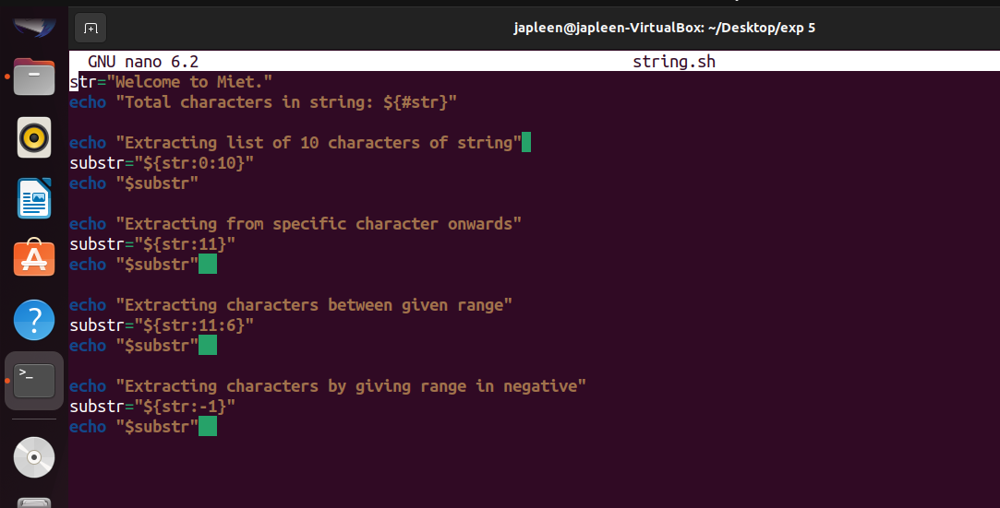 japleen@japleen-VirtualBox: ~/Desktop/exp 5
GNU nano 6.2 string.sh
str="Welcome to Miet."
echo "Total characters in string: ${#str}"
echo "Extracting list of 10 characters of string"
substr="${str:0:10}"
echo "$substr"
echo "Extracting from specific character onwards"
substr="${str:11}"
echo "$substr"
echo "Extracting characters between given range"
substr="${str:11:6}"
echo "$substr"
echo "Extracting characters by giving range in negative"
substr="${str:-1}"
echo "$substr"